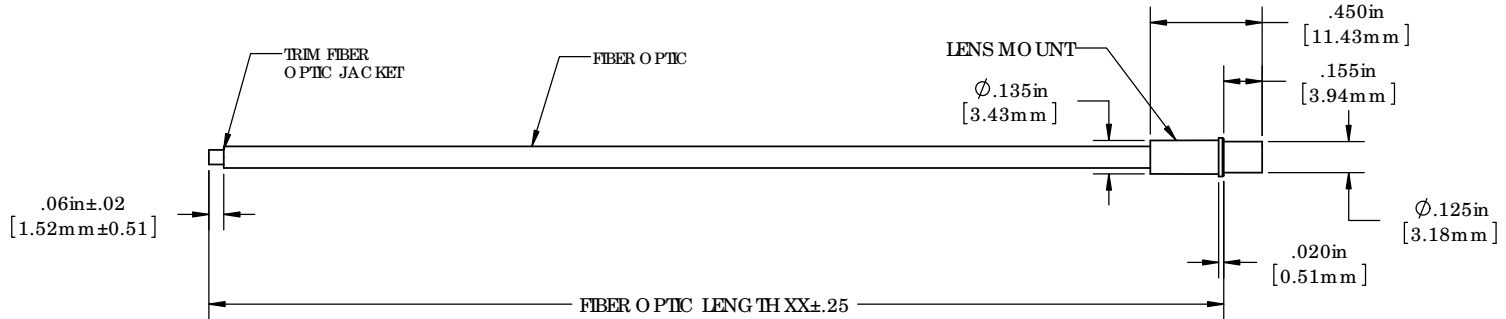 .450in
[11.43mm]
TRIM FIBER
OPTIC JACKET
FIBER OPTIC
LENS MOUNT
.155in
[3.94mm]
Ø.135in
[3.43mm]
.06in±.02
[1.52mm±0.51]
Ø.125in
[3.18mm]
.020in
[0.51mm]
FIBER OPTIC LENGTH XX±.25